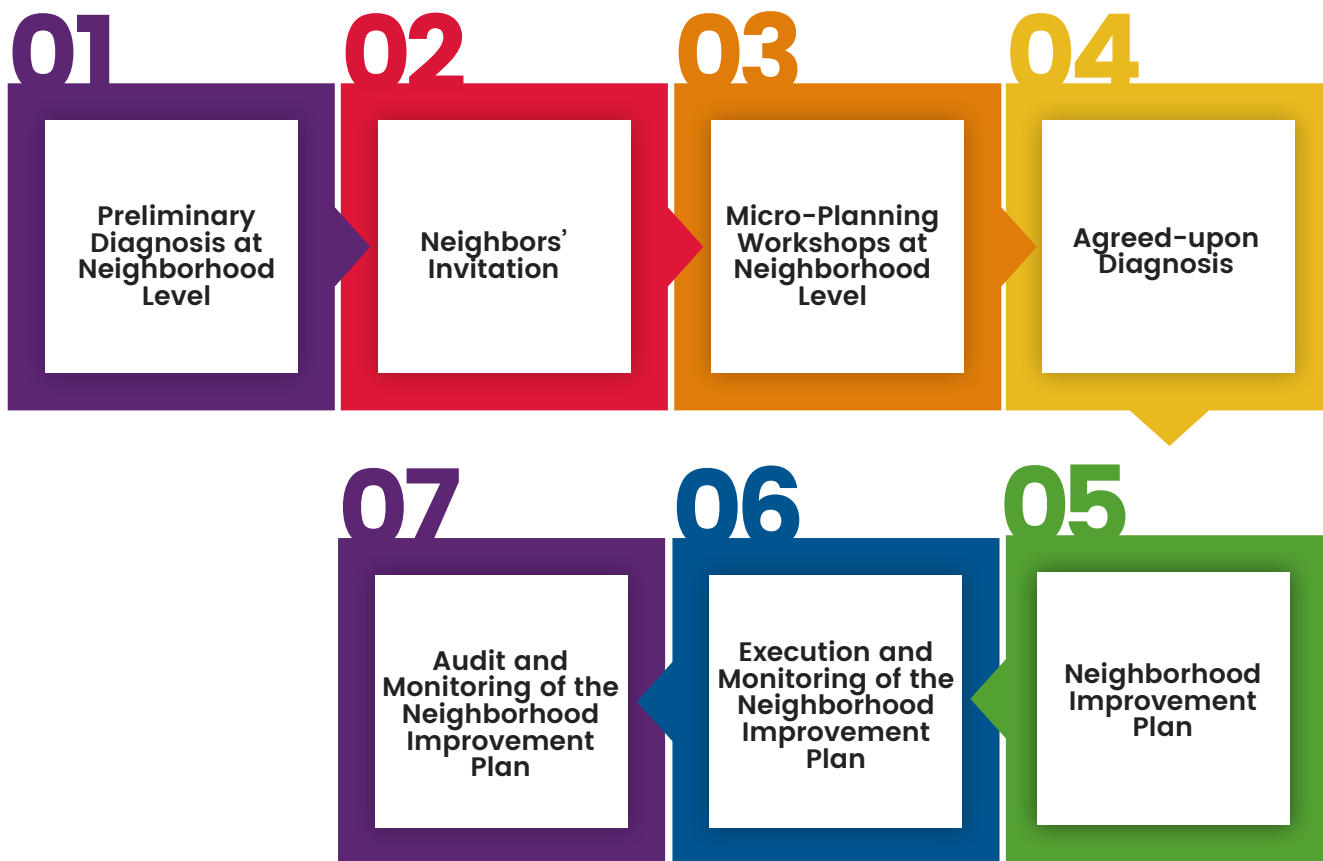 01
Preliminary
Diagnosis at
Neighborhood
Level
02
Neighbors’
Invitation
03
Micro-Planning
Workshops at
Neighborhood
Level
04
Agreed-upon
Diagnosis
05
Neighborhood
Improvement
Plan
06
Execution and
Monitoring of the
Neighborhood
Improvement
Plan
07
Audit and
Monitoring of the
Neighborhood
Improvement
Plan